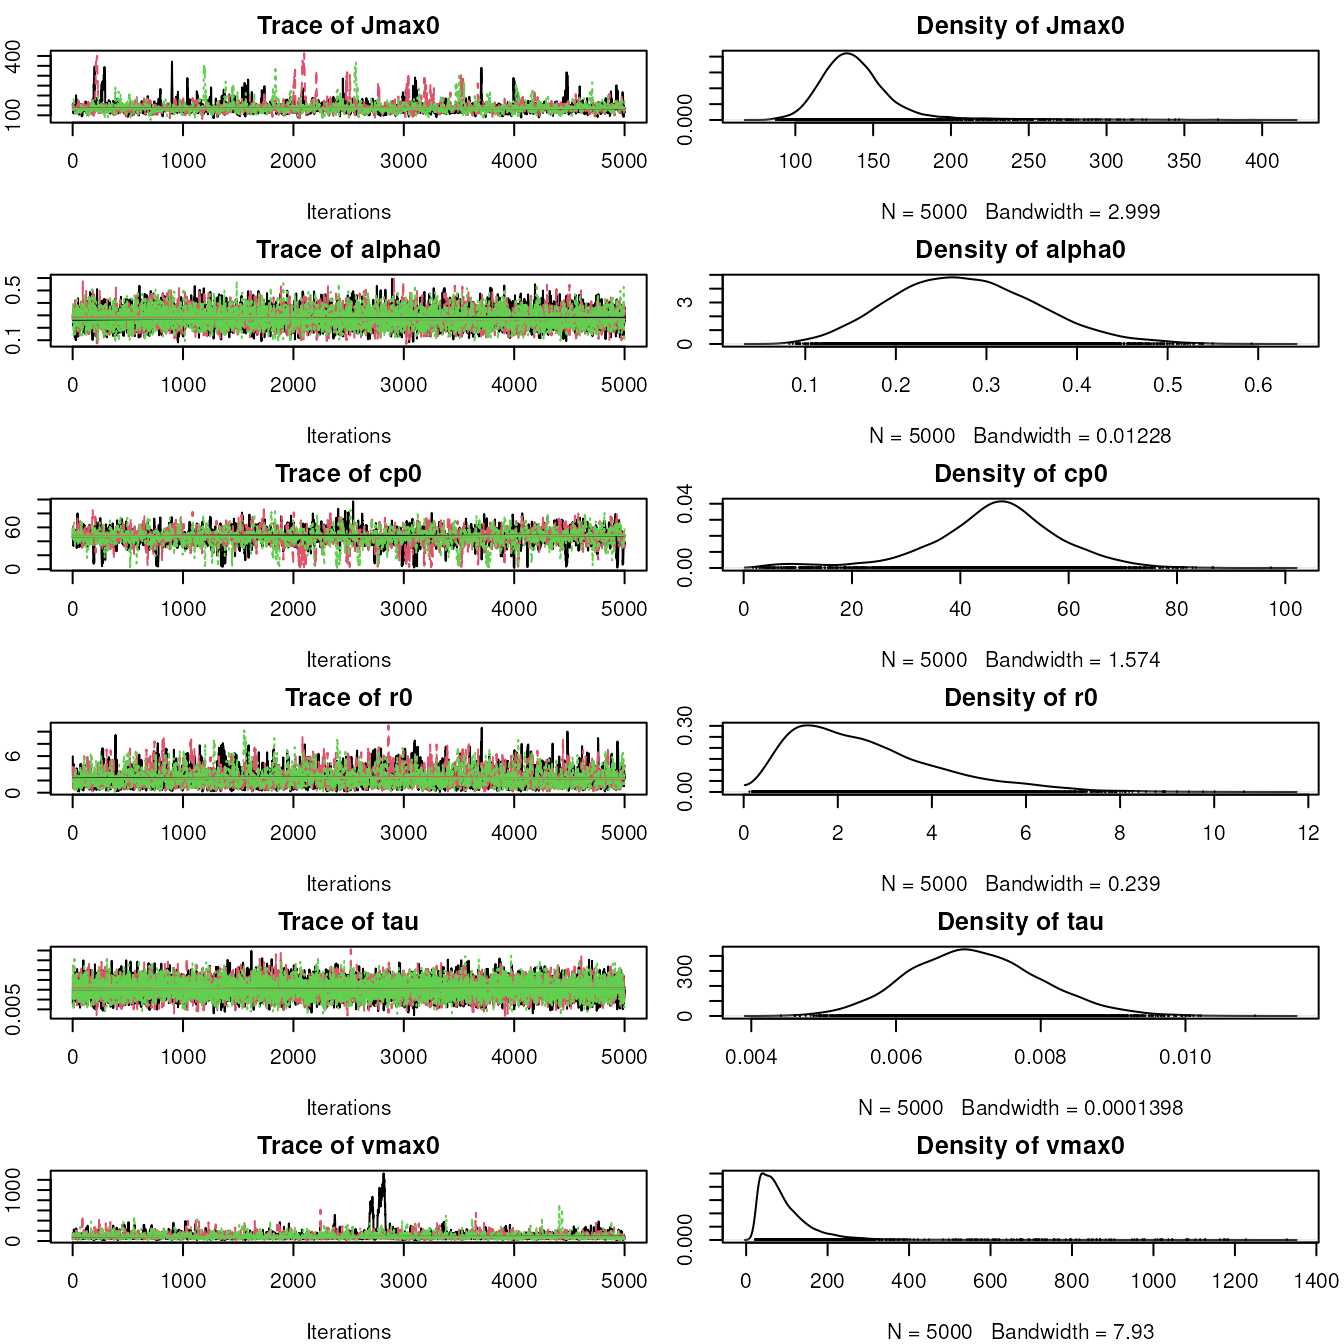 Trace of Jmax0
400
100
0 1000 2000 3000 4000 5000
Iterations
Density of Jmax0
0.000
100 150 200 250 300 350 400
N = 5000 Bandwidth = 2.999
Trace of alpha0
0.5
0.1
0 1000 2000 3000 4000 5000
Iterations
Density of alpha0
3
0
0.1 0.2 0.3 0.4 0.5 0.6
N = 5000 Bandwidth = 0.01228
Trace of cp0
60
0
0 1000 2000 3000 4000 5000
Iterations
Density of cp0
0.04
0.00
0 20 40 60 80 100
N = 5000 Bandwidth = 1.574
Trace of r0
6
0
0 1000 2000 3000 4000 5000
Iterations
Density of r0
0.30
0.00
0 2 4 6 8 10 12
N = 5000 Bandwidth = 0.239
Trace of tau
0.005
0 1000 2000 3000 4000 5000
Iterations
Density of tau
300
0
0.004 0.006 0.008 0.010
N = 5000 Bandwidth = 0.0001398
Trace of vmax0
1000
0
0 1000 2000 3000 4000 5000
Iterations
Density of vmax0
0.000
0 200 400 600 800 1000 1200 1400
N = 5000 Bandwidth = 7.93